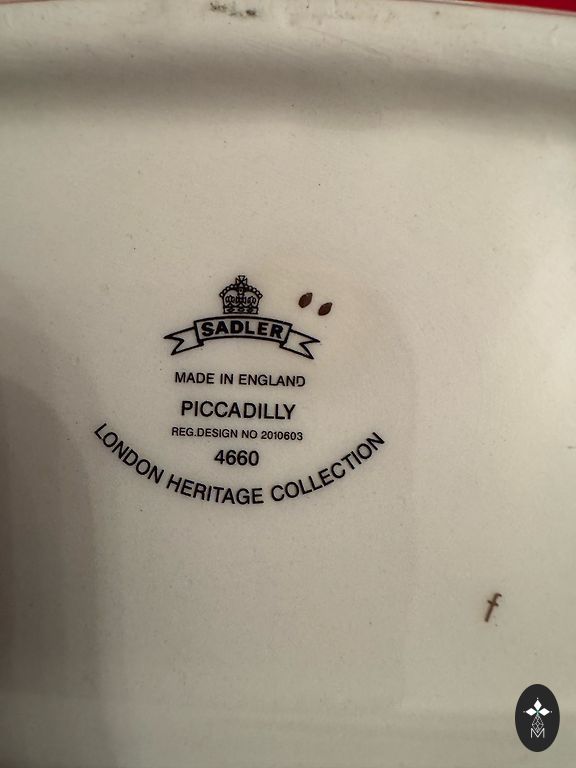 SADLER
MADE IN ENGLAND
PICCADILLY
REG.DESIGN NO 2010603
4660
LONDON HERITAGE COLLECTION
f
M